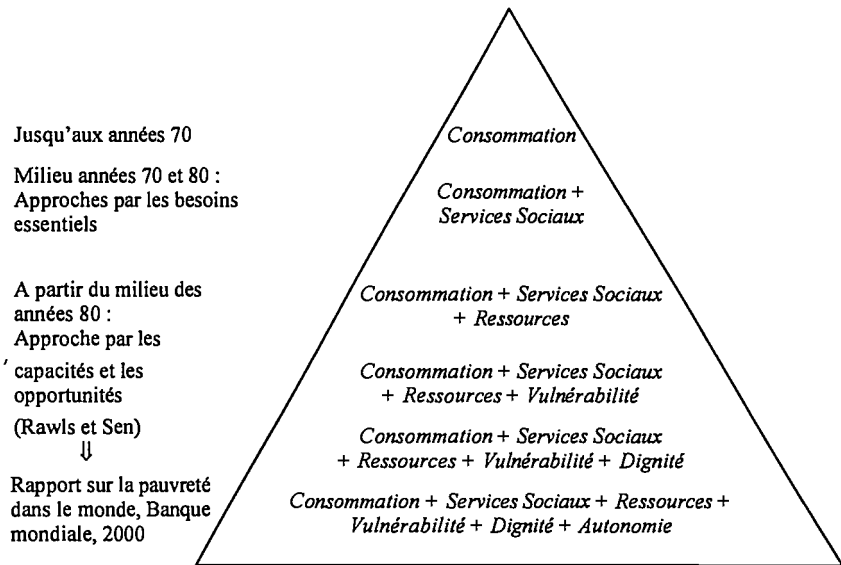 Jusqu'aux années 70
Consommation
Milieu années 70 et 80 :
Approches par les besoins
essentiels
Consommation +
Services Sociaux
A partir du milieu des
années 80 :
Approche par les
capacités et les
opportunités
(Rawls et Sen)
⇓
Consommation + Services Sociaux
+ Ressources
Consommation + Services Sociaux
+ Ressources + Vulnérabilité
Consommation + Services Sociaux
+ Ressources + Vulnérabilité + Dignité
Rapport sur la pauvreté
dans le monde, Banque
mondiale, 2000
Consommation + Services Sociaux + Ressources +
Vulnérabilité + Dignité + Autonomie